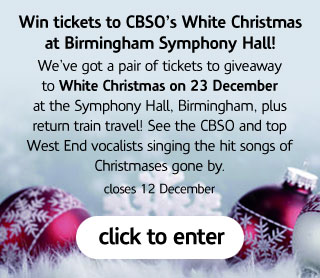 Win tickets to CBSO's White Christmas
at Birmingham Symphony Hall!
We've got a pair of tickets to giveaway
to White Christmas on 23 December
at the Symphony Hall, Birmingham, plus
return train travel! See the CBSO and top
West End vocalists singing the hit songs of
Christmases gone by.
closes 12 December
click to enter